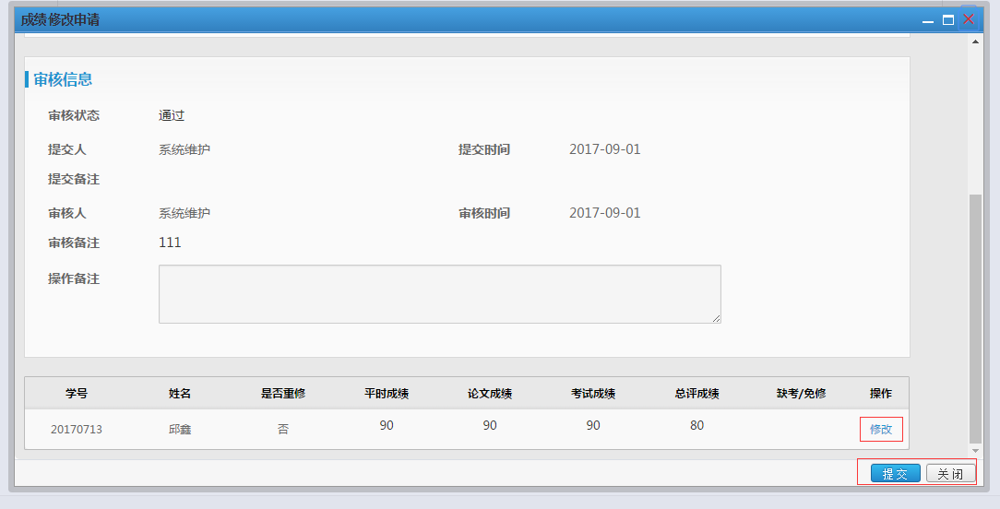 成绩修改申请
审核信息
审核状态 通过
提交人 系统维护 提交时间 2017-09-01
提交备注
审核人 系统维护 审核时间 2017-09-01
审核备注 111
操作备注
学号 姓名 是否重修 平时成绩 论文成绩 考试成绩 总评成绩 缺考/免修 操作
20170713 邱鑫 否 90 90 90 80 修改
提交 关闭